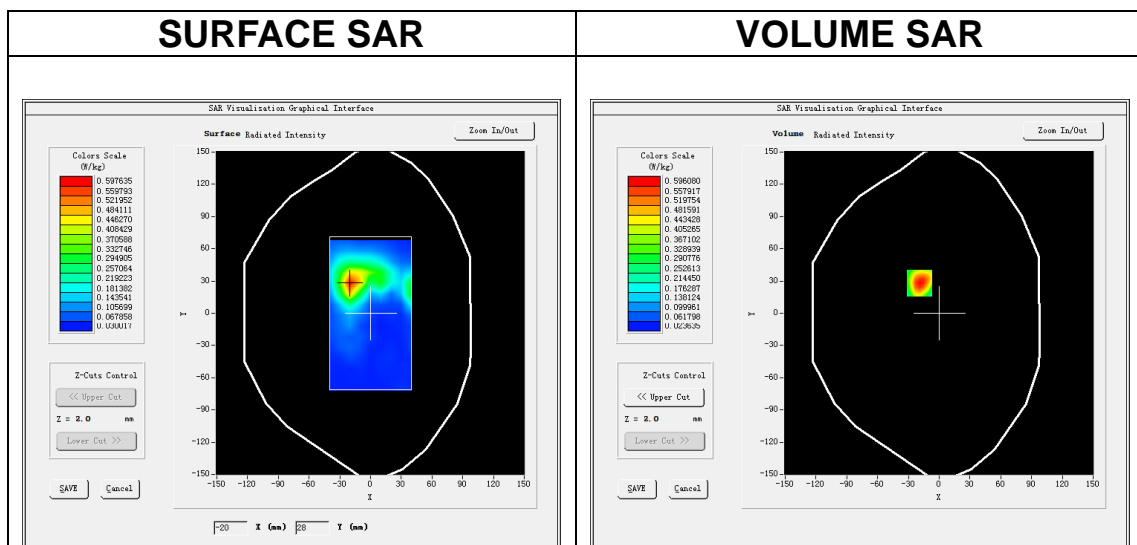 SURFACE SAR
VOLUME SAR
SAR Visualisation Graphical Interface
Surface Radiated Intensity
Zoom In/Out
Colors Scale
(W/kg)
0.597635
0.559793
0.521952
0.484111
0.446270
0.408429
0.370588
0.332746
0.294905
0.257064
0.219223
0.181382
0.143541
0.105699
0.067858
0.030017
150
120
90
60
30
0
-30
-60
-90
-120
-150
Y
-150 -120 -90 -60 -30 0 30 60 90 120 150
X
Z-Cuts Control
<< Upper Cut
Z = 2.0 mm
Lower Cut >>
SAVE
Cancel
-20 X (mm) 28 Y (mm)
SAR Visualisation Graphical Interface
Volume Radiated Intensity
Zoom In/Out
Colors Scale
(W/kg)
0.596080
0.557917
0.519754
0.481591
0.443428
0.405265
0.367102
0.328939
0.290776
0.252613
0.214450
0.176287
0.138124
0.099961
0.061798
0.023635
150
120
90
60
30
0
-30
-60
-90
-120
-150
Y
-150 -120 -90 -60 -30 0 30 60 90 120 150
X
Z-Cuts Control
<< Upper Cut
Z = 2.0 mm
Lower Cut >>
SAVE
Cancel